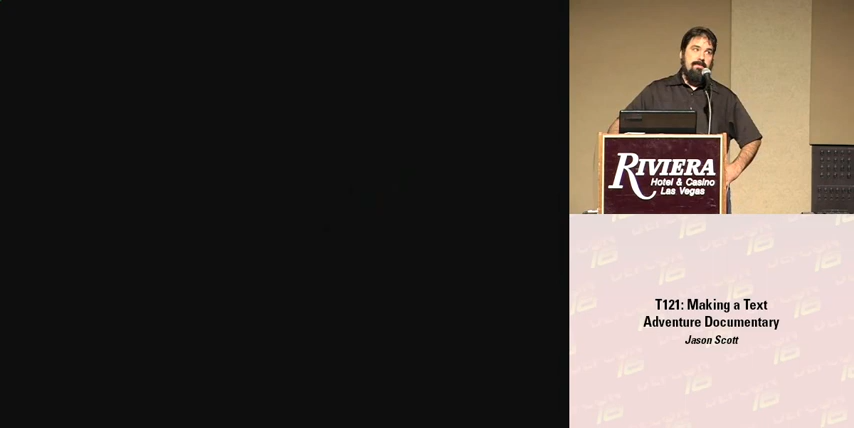 RIVIERA
Hotel & Casino
Las Vegas
T121: Making a Text
Adventure Documentary
Jason Scott